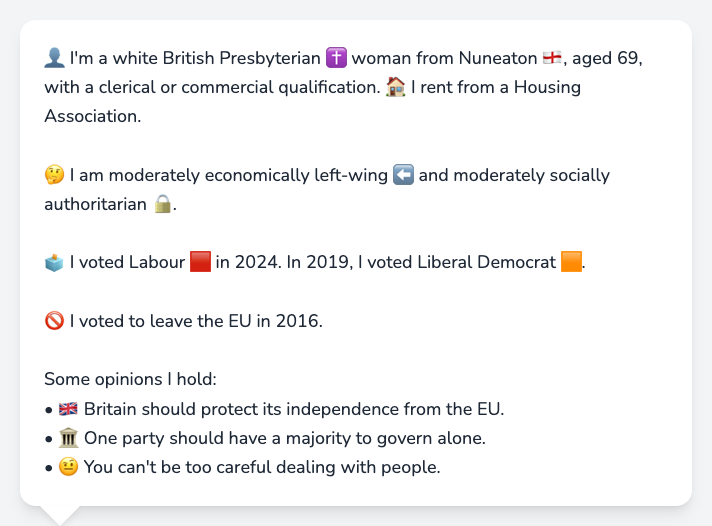 👤 I'm a white British Presbyterian ✝️ woman from Nuneaton 🏴󠁧󠁢󠁥󠁮󠁧󠁿, aged 69,
with a clerical or commercial qualification. 🏠 I rent from a Housing
Association.
🤔 I am moderately economically left-wing ⬅️ and moderately socially
authoritarian 🔒.
🗳️ I voted Labour 🟥 in 2024. In 2019, I voted Liberal Democrat 🟧.
🚫 I voted to leave the EU in 2016.
Some opinions I hold:
• 🇬🇧 Britain should protect its independence from the EU.
• 🏛️ One party should have a majority to govern alone.
• 🤨 You can't be too careful dealing with people.